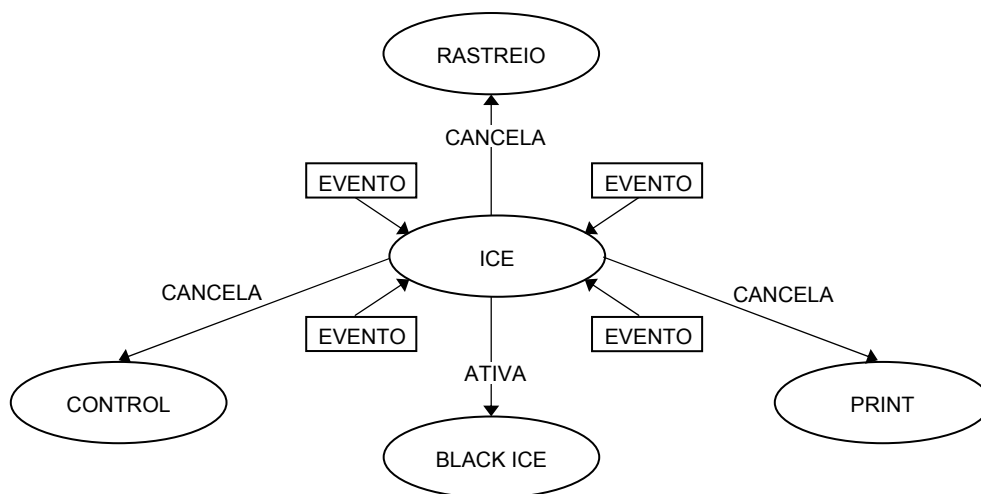 RASTREIO
CANCELA
EVENTO
EVENTO
ICE
CANCELA
CANCELA
EVENTO
EVENTO
ATIVA
CONTROL
PRINT
BLACK ICE